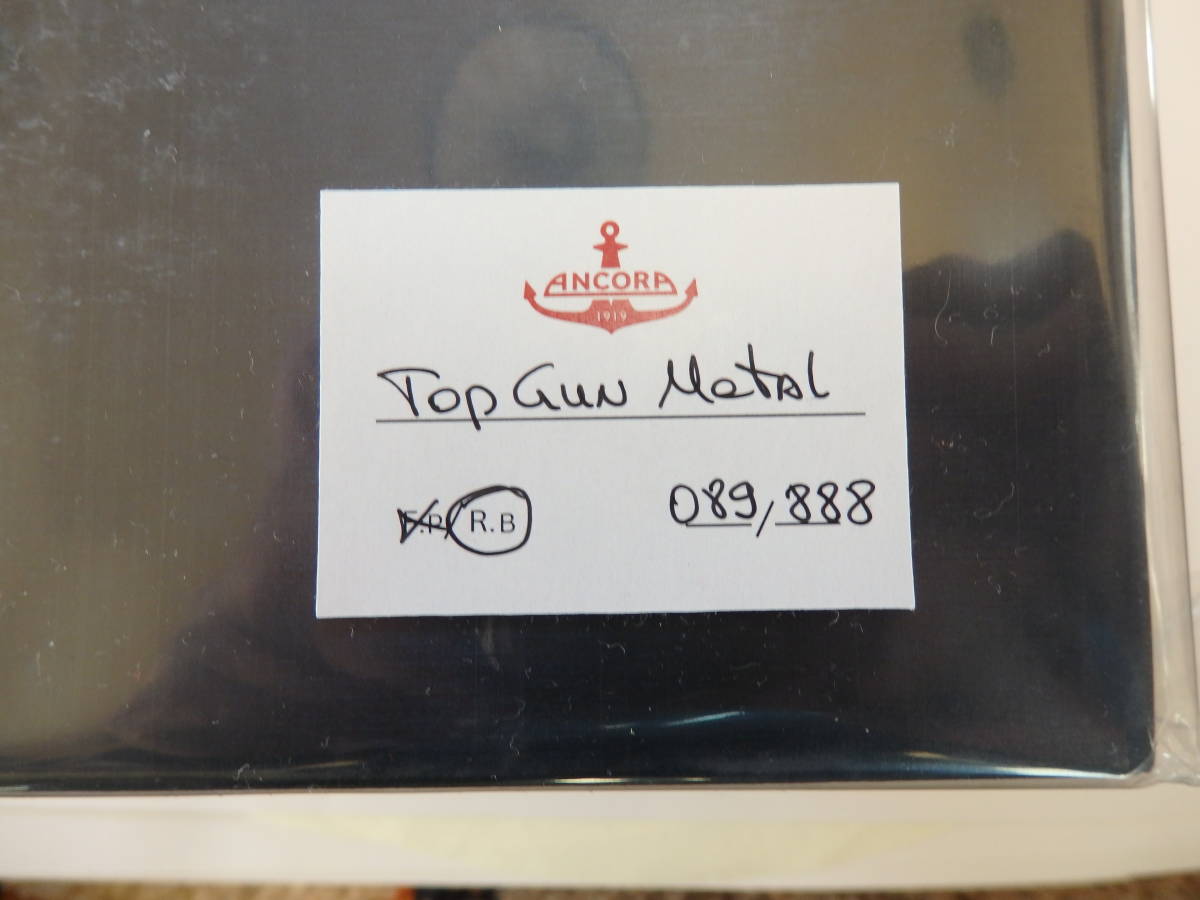 ANCORA
1919
Top Gun Metal
F.P. R.B 089/888